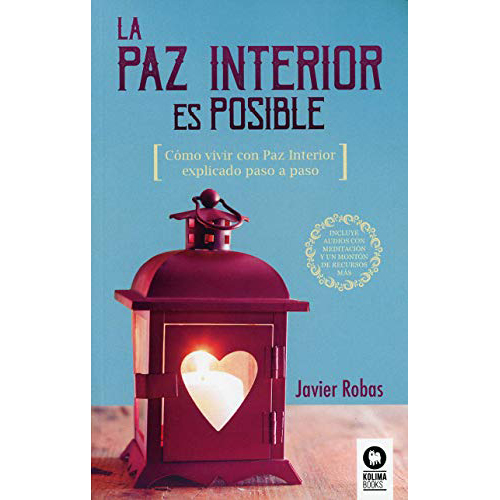 LA
PAZ INTERIOR
ES POSIBLE
Cómo vivir con Paz Interior
explicado paso a paso
INCLUYE
AUDIOS CON
MEDITACIÓN
Y UN MONTÓN
DE RECURSOS
MÁS
Javier Robas
KOLIMA
BOOKS